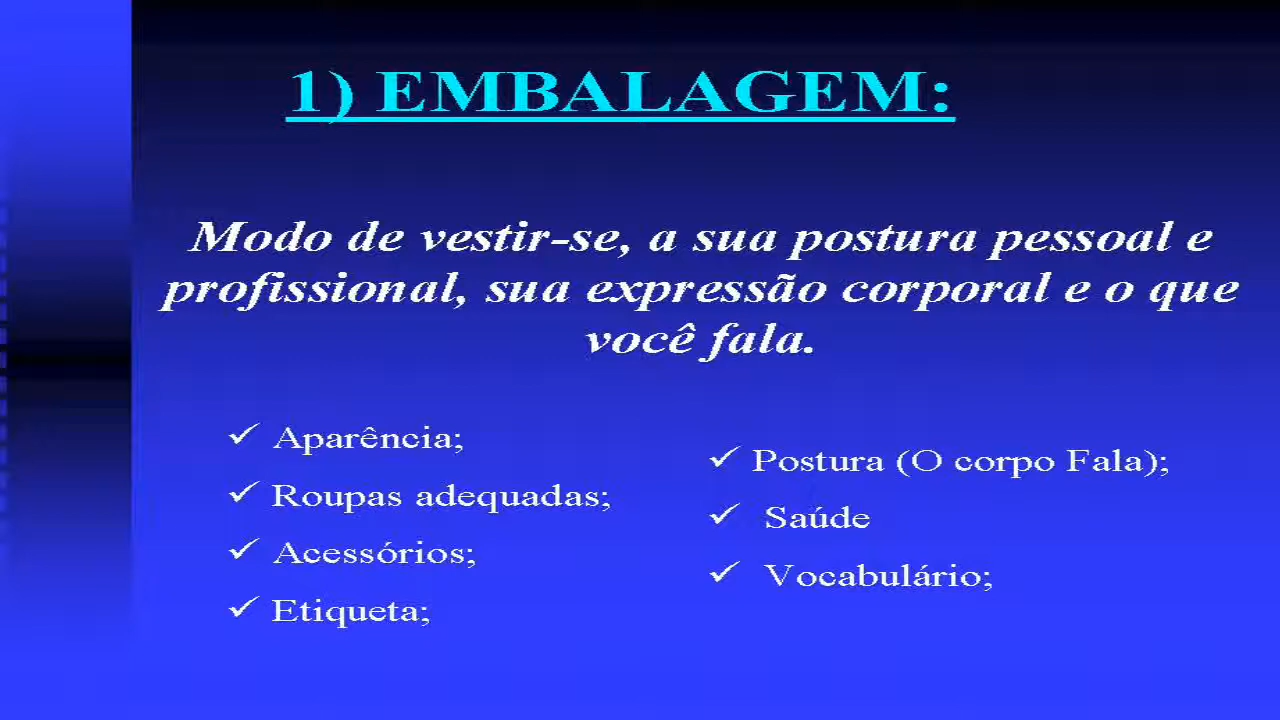 1) EMBALAGEM:
Modo de vestir-se, a sua postura pessoal e
profissional, sua expressão corporal e o que
você fala.
✓ Aparência;
✓ Roupas adequadas;
✓ Acessórios;
✓ Etiqueta;
✓ Postura (O corpo Fala);
✓ Saúde
✓ Vocabulário;